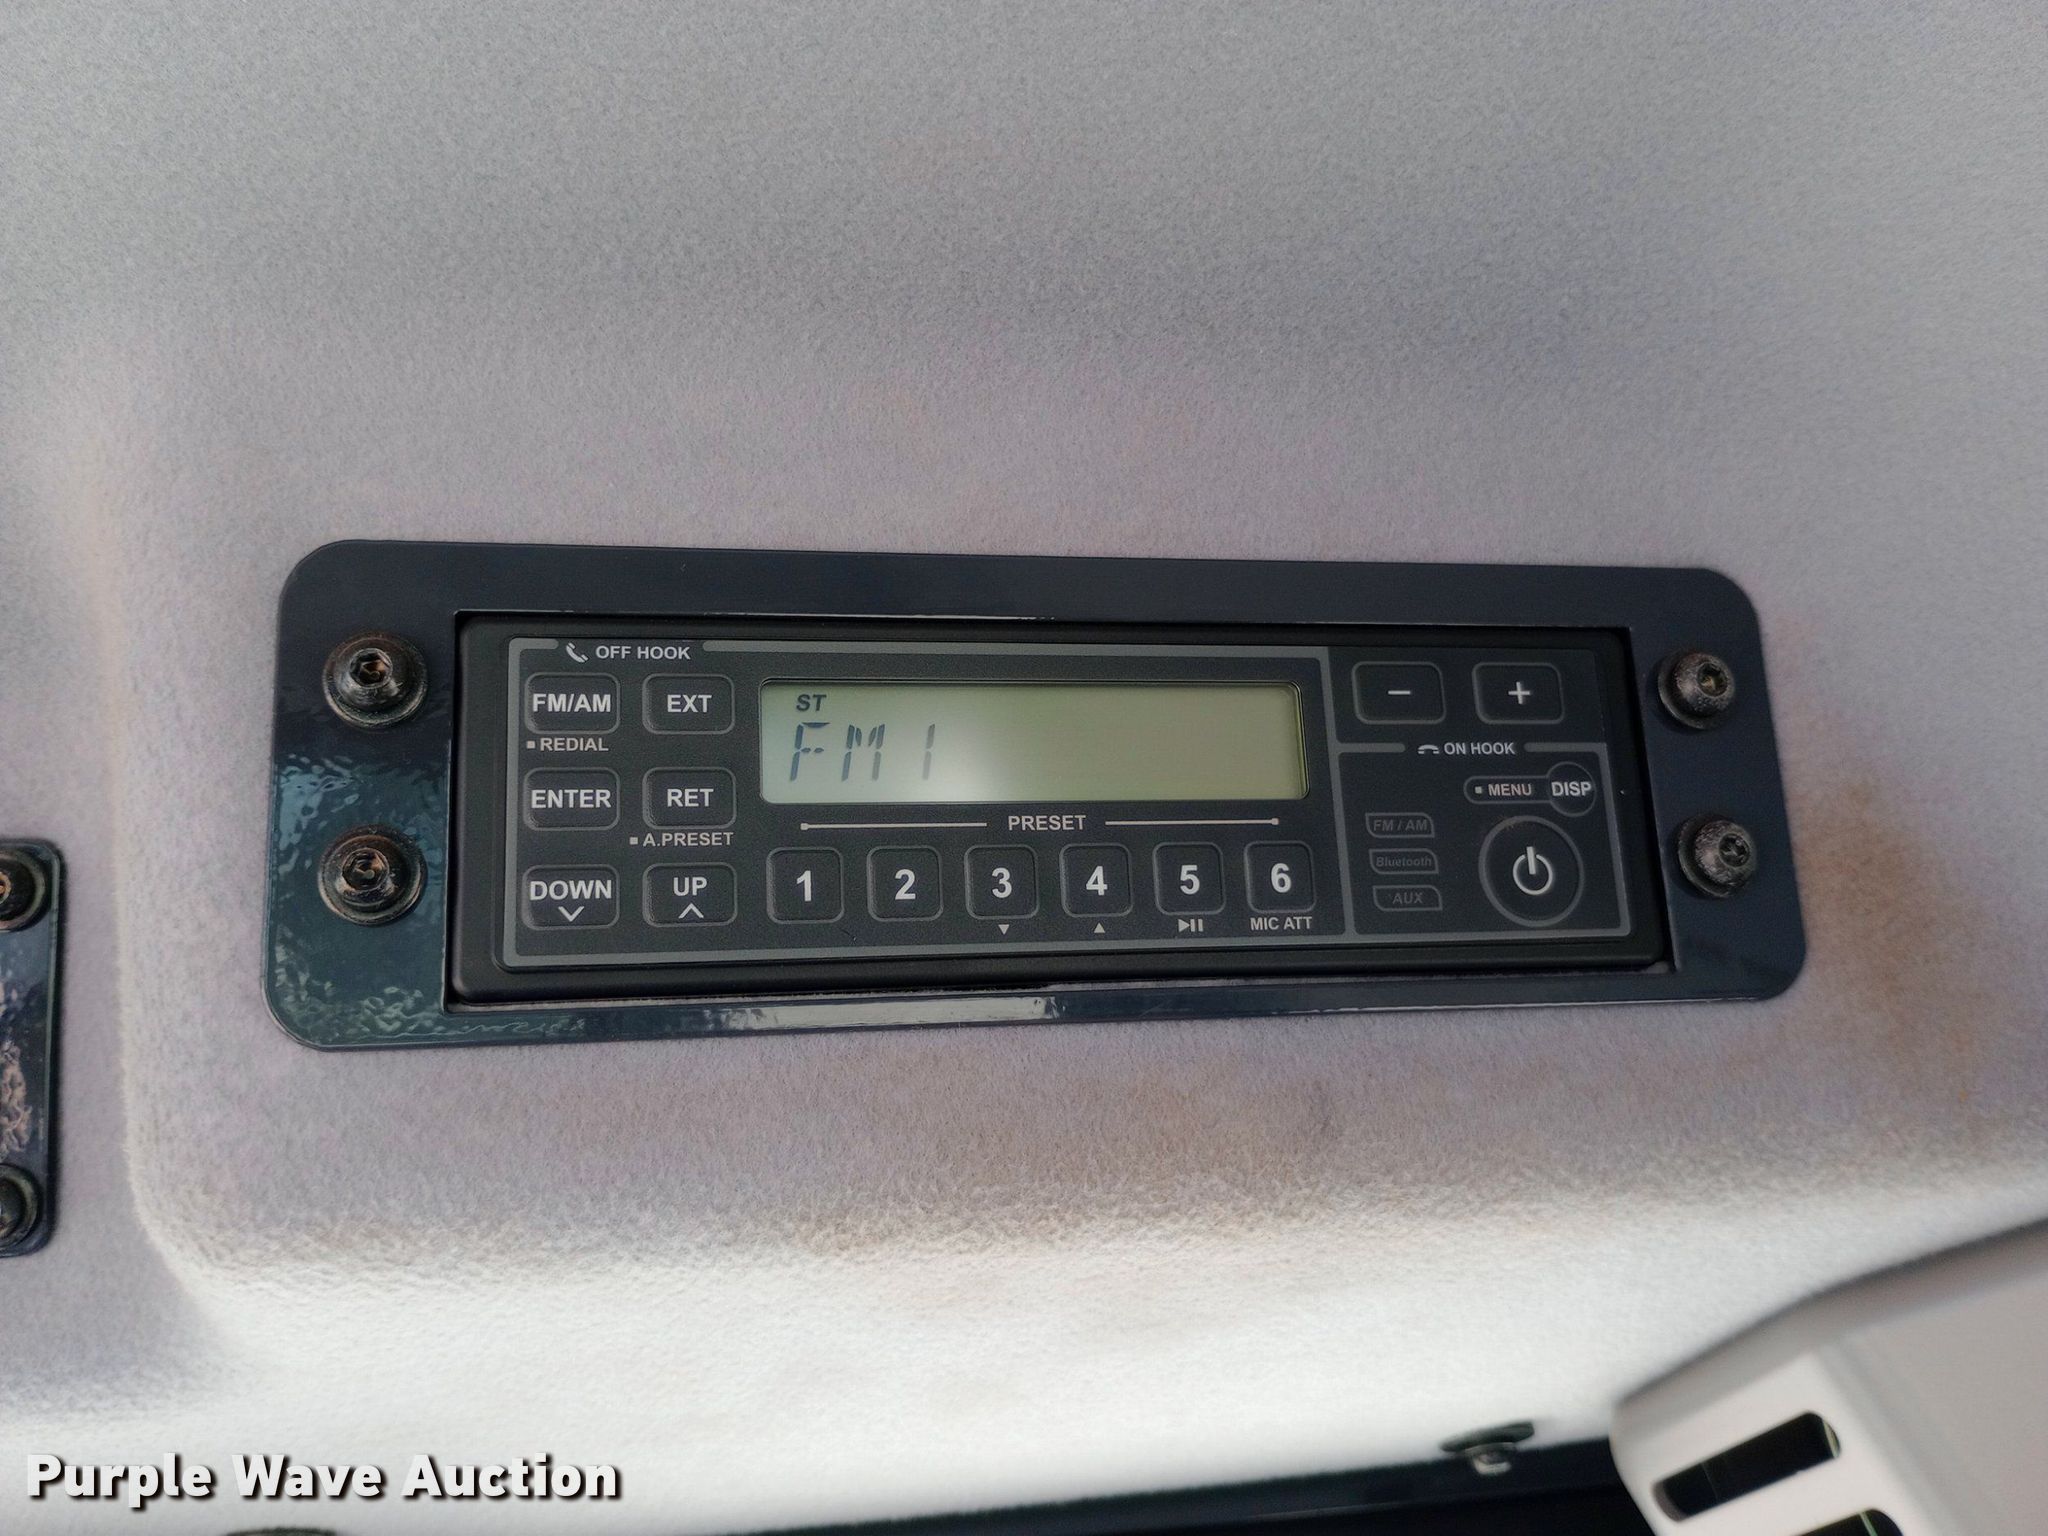 OFF HOOK
FM/AM EXT
REDIAL
ENTER RET
A.PRESET
DOWN UP
ST
FM1
PRESET
1 2 3 4 5 6
MIC ATT
- +
ON HOOK
MENU DISP
FM / AM
Bluetooth
AUX
Purple Wave Auction